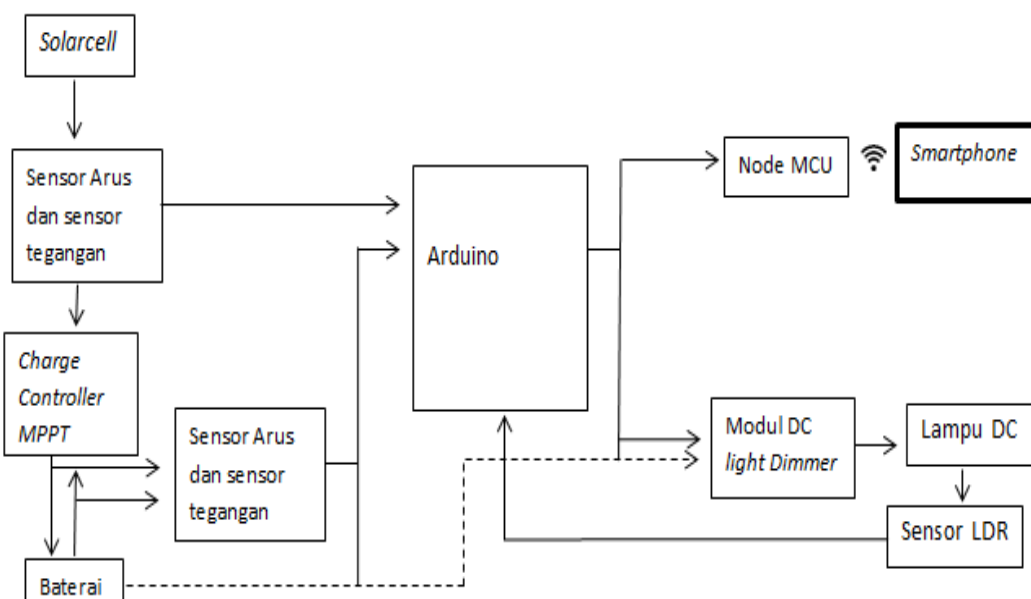 Solarcell
Sensor Arus
dan sensor
tegangan
Charge
Controller
MPPT
Sensor Arus
dan sensor
tegangan
Baterai
Arduino
Node MCU
Smartphone
Modul DC
light Dimmer
Lampu DC
Sensor LDR